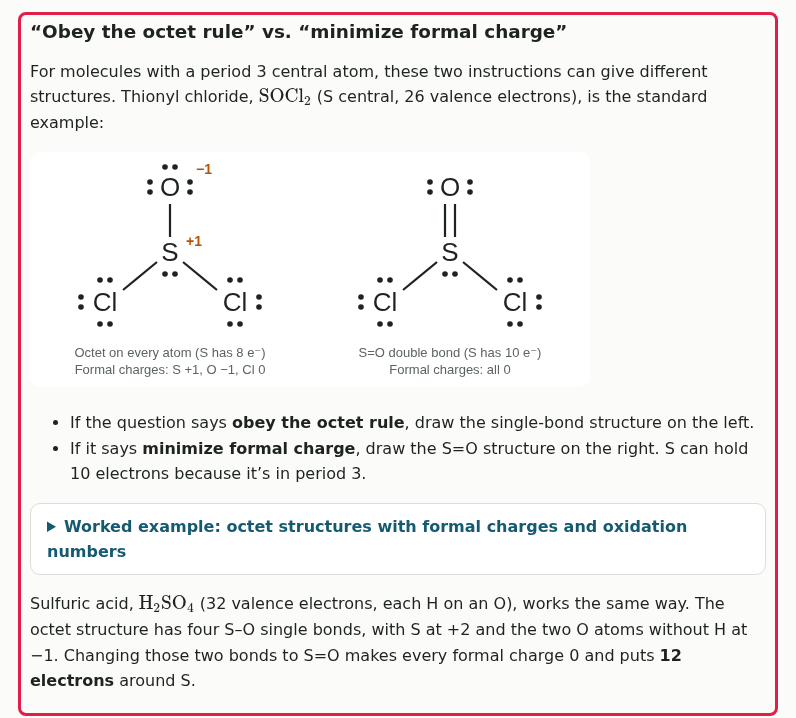 “Obey the octet rule” vs. “minimize formal charge”
For molecules with a period 3 central atom, these two instructions can give different
structures. Thionyl chloride, SOCl₂ (S central, 26 valence electrons), is the standard
example:
O −1
S +1
Cl Cl
Octet on every atom (S has 8 e⁻)
Formal charges: S +1, O −1, Cl 0
O
S
Cl Cl
S=O double bond (S has 10 e⁻)
Formal charges: all 0
• If the question says obey the octet rule, draw the single-bond structure on the left.
• If it says minimize formal charge, draw the S=O structure on the right. S can hold
10 electrons because it’s in period 3.
▶ Worked example: octet structures with formal charges and oxidation
numbers
Sulfuric acid, H₂SO₄ (32 valence electrons, each H on an O), works the same way. The
octet structure has four S–O single bonds, with S at +2 and the two O atoms without H at
−1. Changing those two bonds to S=O makes every formal charge 0 and puts 12
electrons around S.